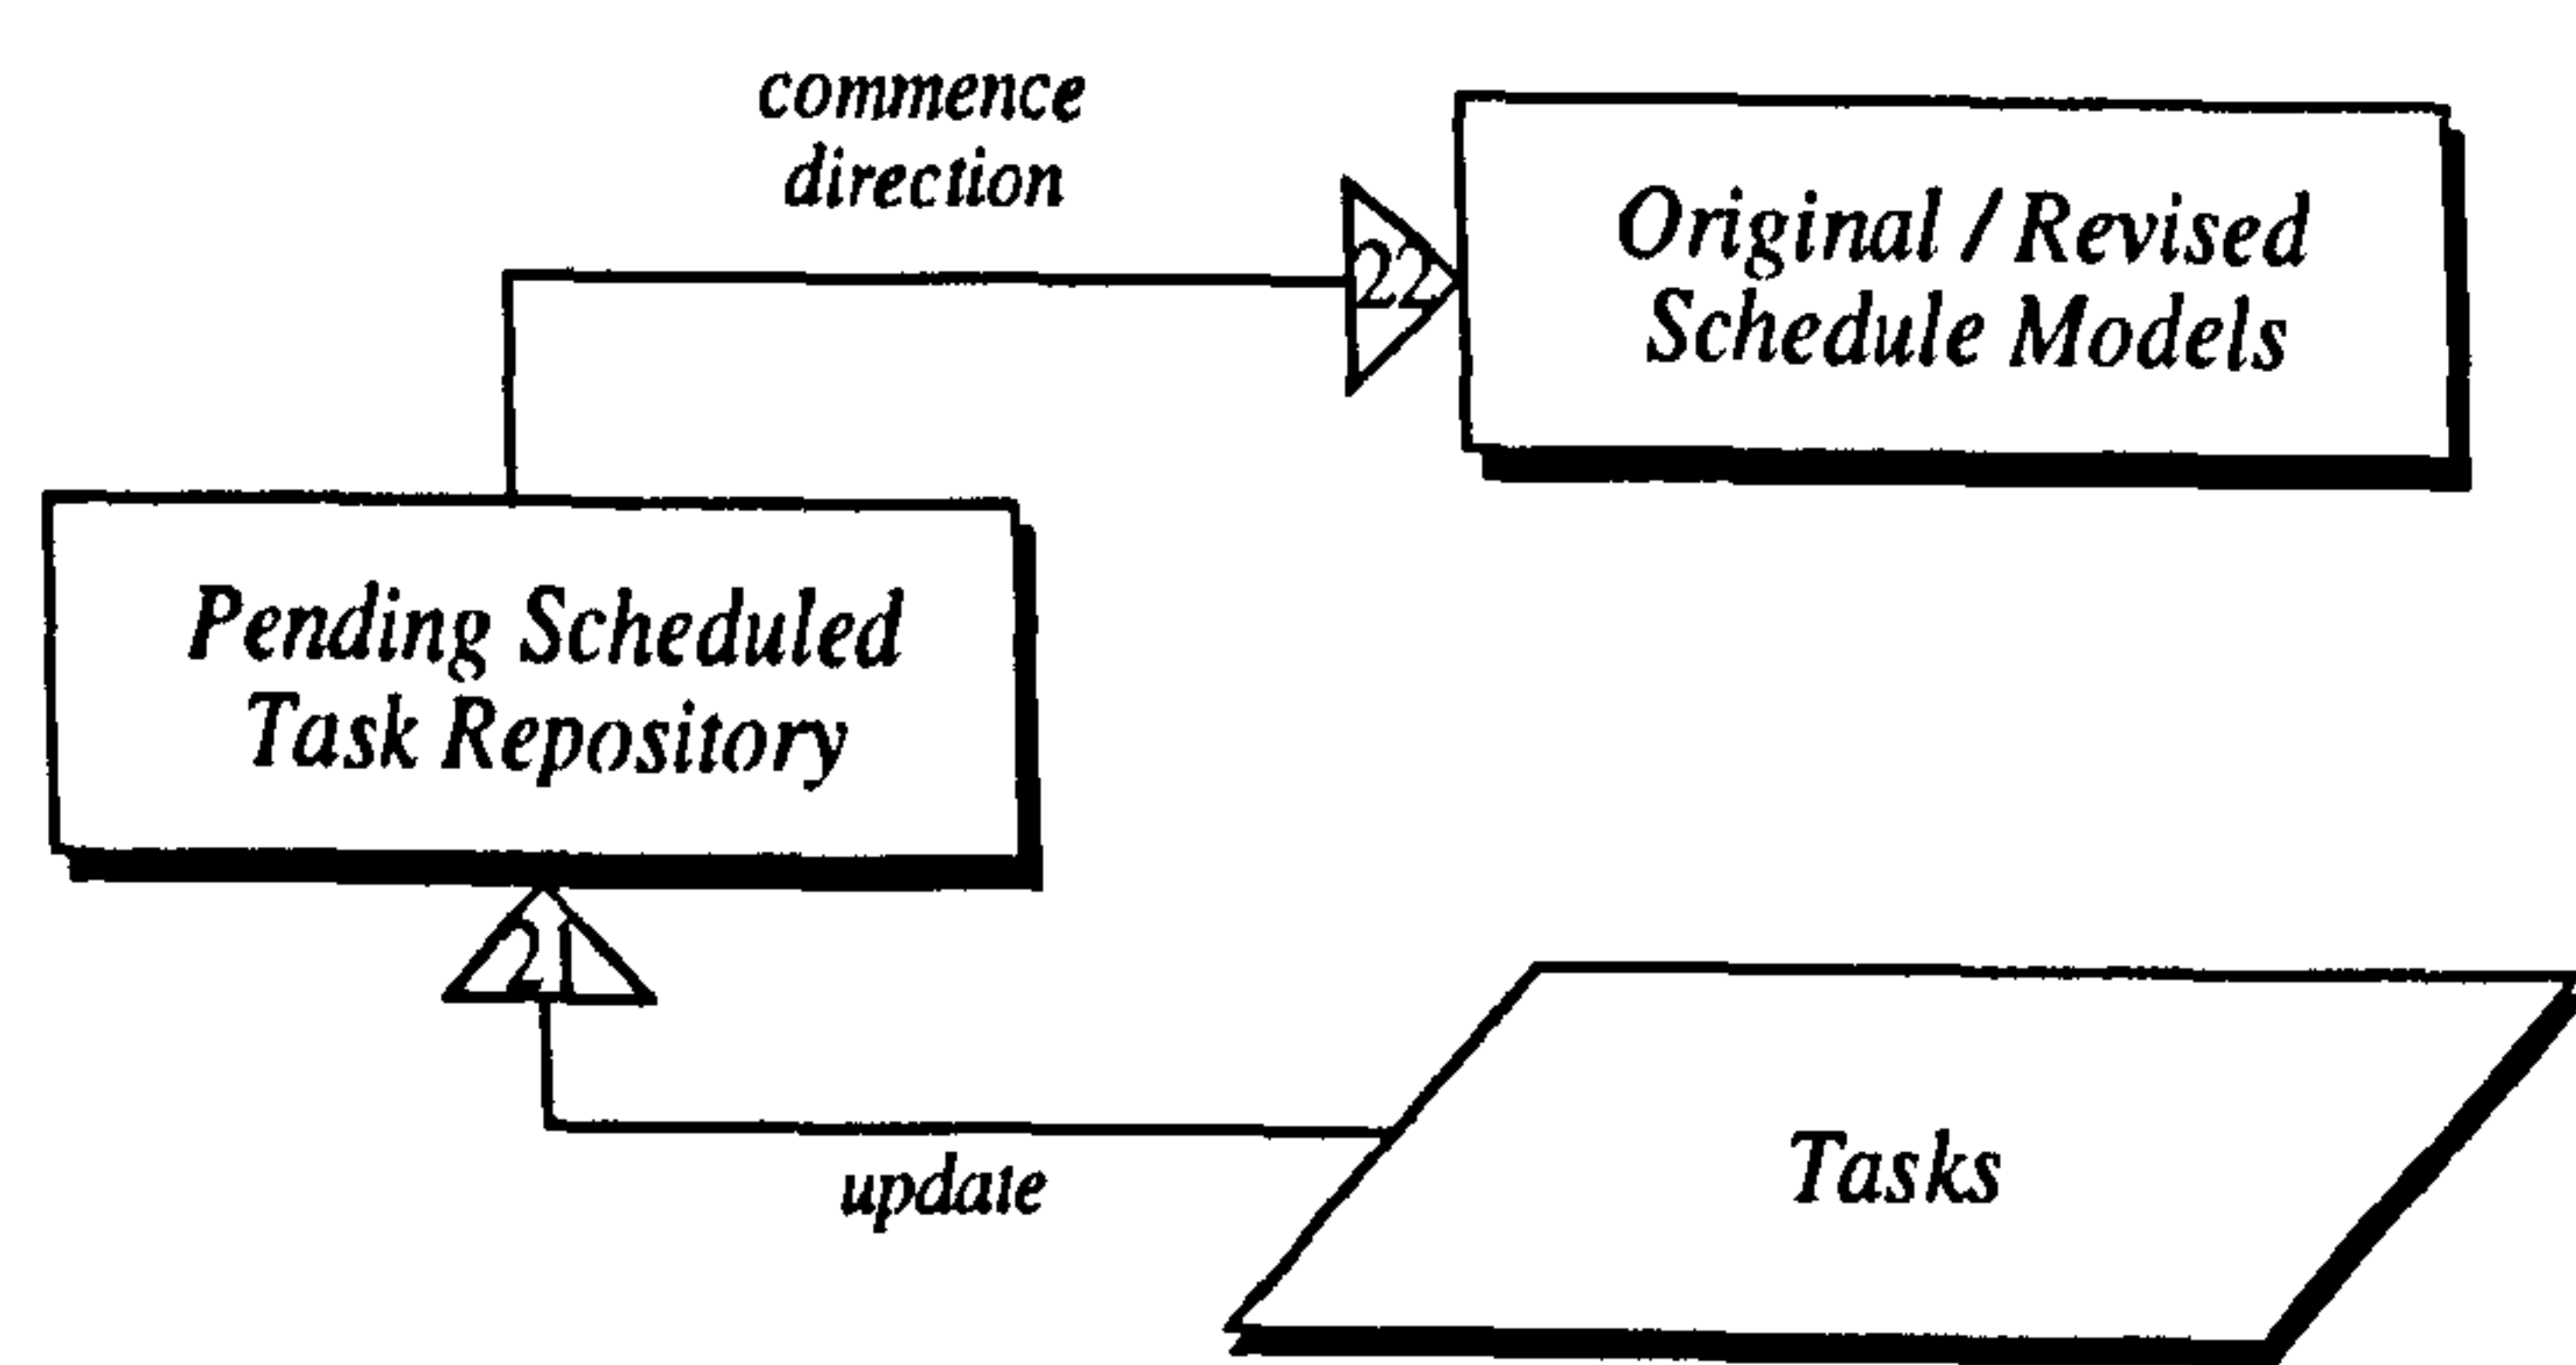 commence
direction
22
Original / Revised
Schedule Models
Pending Scheduled
Task Repository
21
update
Tasks